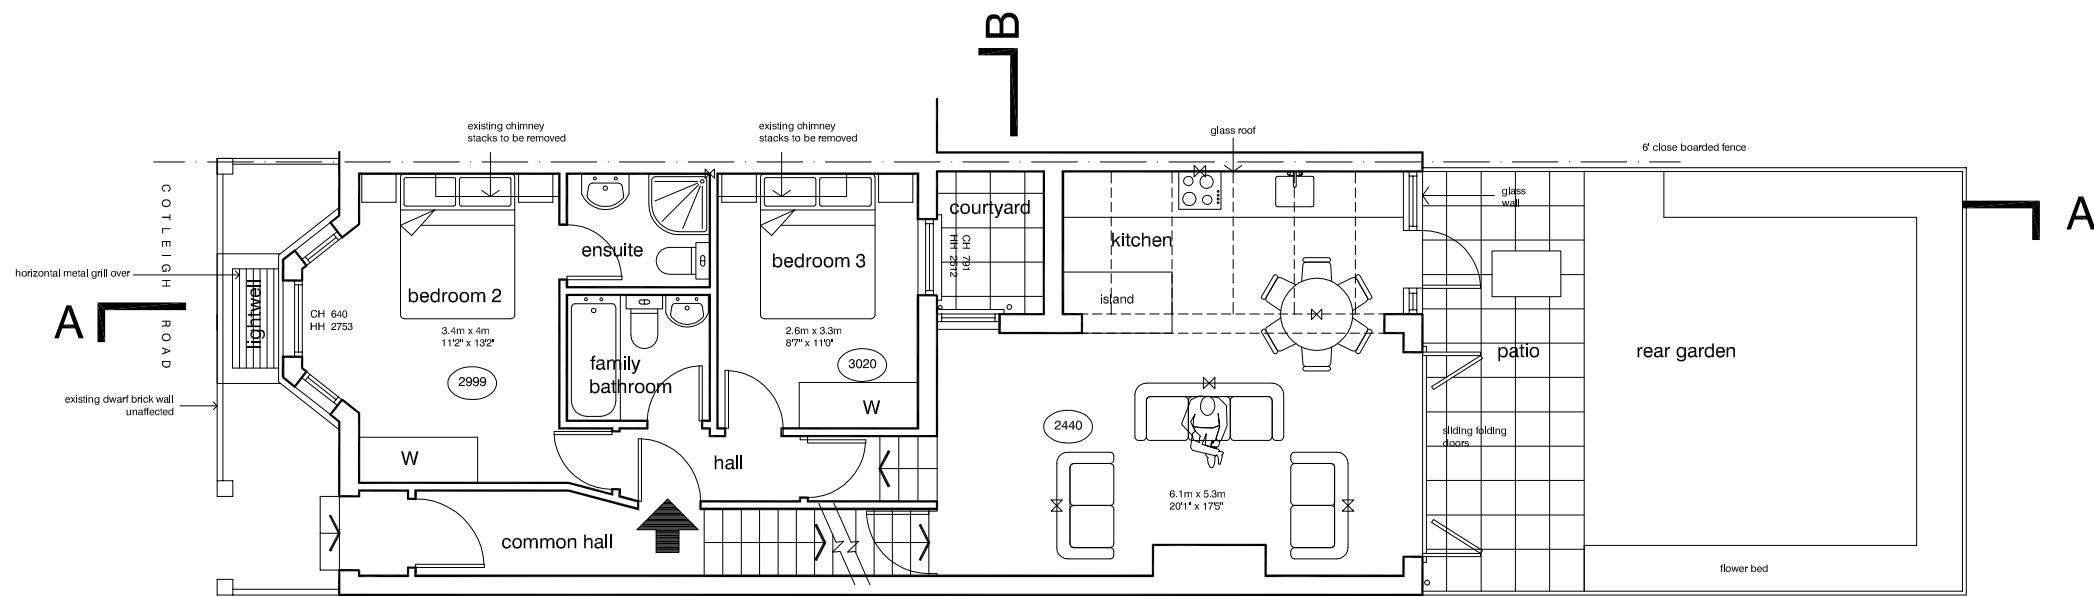 B
existing chimney
stacks to be removed
existing chimney
stacks to be removed
glass roof
6' close boarded fence
COTLEIGH ROAD
horizontal metal grill over
lightwell
A
existing dwarf brick wall
unaffected
CH 640
HH 2753
bedroom 2
3.4m x 4m
11'2" x 13'2"
2999
W
ensuite
family
bathroom
bedroom 3
2.6m x 3.3m
8'7" x 11'0"
3020
W
hall
common hall
courtyard
CH 791
HH 2612
kitchen
island
2440
6.1m x 5.3m
20'1" x 17'5"
glass
wall
patio
sliding folding
doors
rear garden
flower bed
A